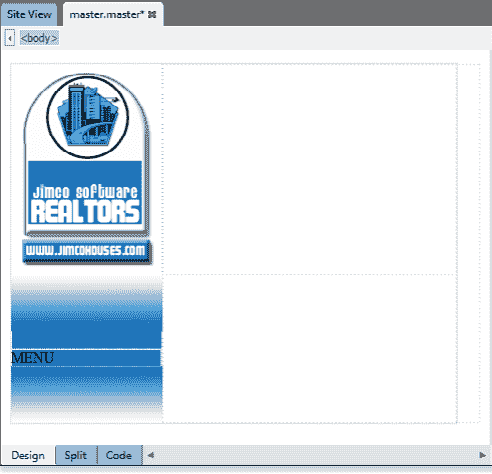 Site View master.master*
<body>
Jimco software
REALTORS
WWW.JIMCOHOUSES.COM
MENU
Design Split Code